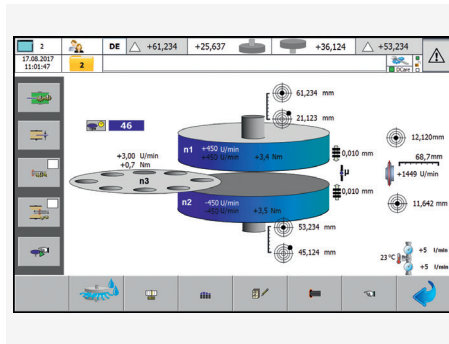 2 DE +61,234 +25,637 +36,124 +53,234
17.08.2017
11:01:47
2
DCare
61,234 mm
21,123 mm
46
n1 +450 U/min
+450 U/min +3,4 Nm
12,120mm
0,010 mm
68,7mm
+3,00 U/min
+0,7 Nm
+1449 U/min
n3
0,010 mm
n2 -450 U/min
-450 U/min +3,5 Nm
11,642 mm
53,234 mm
45,124 mm
+5 l/min
23 °C
+5 l/min